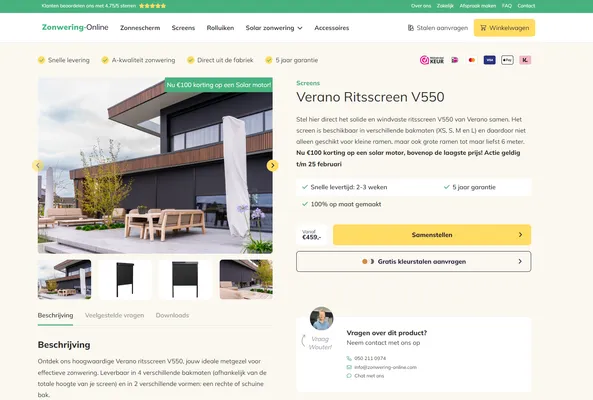 Klanten beoordelen ons met 4.75/5 sterren
Over ons Zakelijk Afspraak maken FAQ Contact
Zonwering-Online Zonnescherm Screens Rolluiken Solar zonwering Accessoires Stalen aanvragen Winkelwagen
Snelle levering A-kwaliteit zonwering Direct uit de fabriek 5 jaar garantie
Nu €100 korting op een Solar motor!
Screens
Verano Ritsscreen V550
Stel hier direct het solide en windvaste ritsscreen V550 van Verano samen. Het
screen is beschikbaar in verschillende bakmaten (XS, S, M en L) en daardoor niet
alleen geschikt voor kleine ramen, maar ook grote ramen tot maar liefst 6 meter.
Nu €100 korting op een solar motor, bovenop de laagste prijs! Actie geldig
t/m 25 februari
Snelle levertijd: 2-3 weken 5 jaar garantie
100% op maat gemaakt
Vanaf
€459,-
Samenstellen
Gratis kleurstalen aanvragen
Beschrijving Veelgestelde vragen Downloads
Beschrijving
Ontdek ons hoogwaardige Verano ritsscreen V550, jouw ideale metgezel voor
effectieve zonwering. Leverbaar in 4 verschillende bakmaten (afhankelijk van de
totale hoogte van je screen) en in 2 verschillende vormen: een rechte of schuine
bak.
Vraag
Wouter!
Vragen over dit product?
Neem contact met ons op
050 211 0974
info@zonwering-online.com
Chat met ons